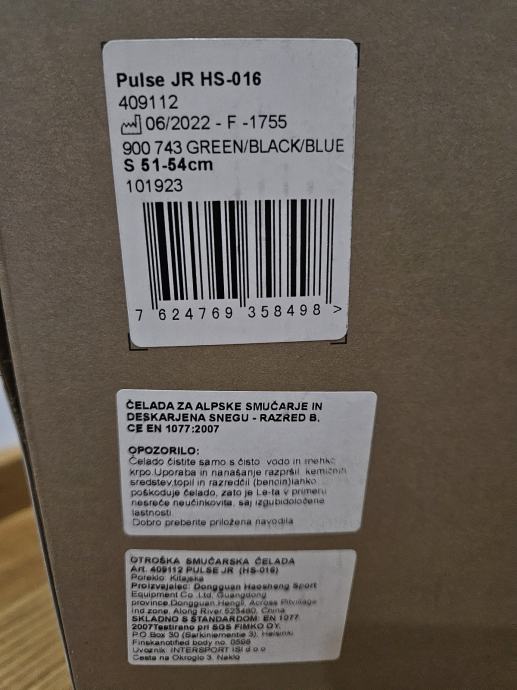 Pulse JR HS-016
409112
06/2022 - F -1755
900 743 GREEN/BLACK/BLUE
S 51-54cm
101923
7 624769 358498 >
ČELADA ZA ALPSKE SMUČARJE IN
DESKARJENA SNEGU - RAZRED B,
CE EN 1077:2007
OPOZORILO:
Čelado čistite samo s čisto vodo in mehko
krpo.Uporaba in nanašanje razpršil kemičnih
sredstev,topil in razredčil (bencin)lahko
poškoduje čelado, zato je Le-ta v primeru
nesreče neučinkovita, saj izgubidoločene
lastnosti.
Dobro preberite priložena navodila
OTROŠKA SMUČARSKA ČELADA
Art. 409112 PULSE JR (HS-016)
Poreklo: Kitajska
Proizvajalec: Dongguan Haosheng Sport
Equipment Co .Ltd, Guangdong
province,Dongguan,Hengli, Across
ind.zone, Along River,523480, China
SKLADNO S STANDARDOM: EN 1077
2007Testirano pri SGS FIMKO OY,
P.O.Box 30 (Sarkiniementie 3), Helsinki
Finskanotified body no. 0598
Uvoznik: INTERSPORT ISI d.o.o
Cesta na Okroglo 3, Naklo